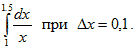 ∫₁^{1,5} dx/x при Δx = 0,1.